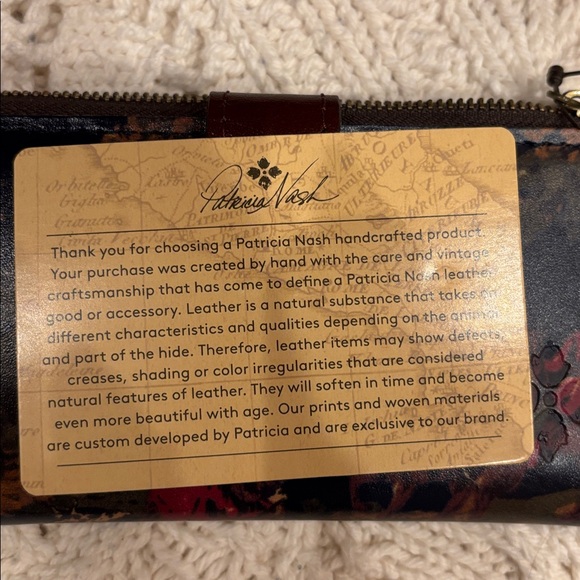 Patricia Nash
Thank you for choosing a Patricia Nash handcrafted product.
Your purchase was created by hand with the care and vintage
craftsmanship that has come to define a Patricia Nash leather
good or accessory. Leather is a natural substance that takes on
different characteristics and qualities depending on the animal
and part of the hide. Therefore, leather items may show defects,
creases, shading or color irregularities that are considered
natural features of leather. They will soften in time and become
even more beautiful with age. Our prints and woven materials
are custom developed by Patricia and are exclusive to our brand.